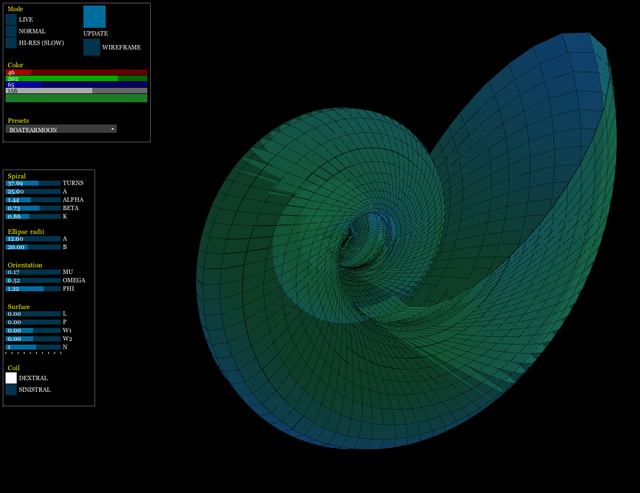 Mode
LIVE
NORMAL
HI-RES (SLOW)
UPDATE
WIREFRAME
Color
46
202
65
156
Presets
BOATEARMOON
Spiral
37.69 TURNS
25.00 A
1.44 ALPHA
0.73 BETA
0.86 K
Ellipse radii
12.00 A
20.00 B
Orientation
0.17 MU
0.52 OMEGA
1.22 PHI
Surface
0.00 L
0.00 P
0.00 W1
0.00 W2
1 N
Coil
DEXTRAL
SINISTRAL